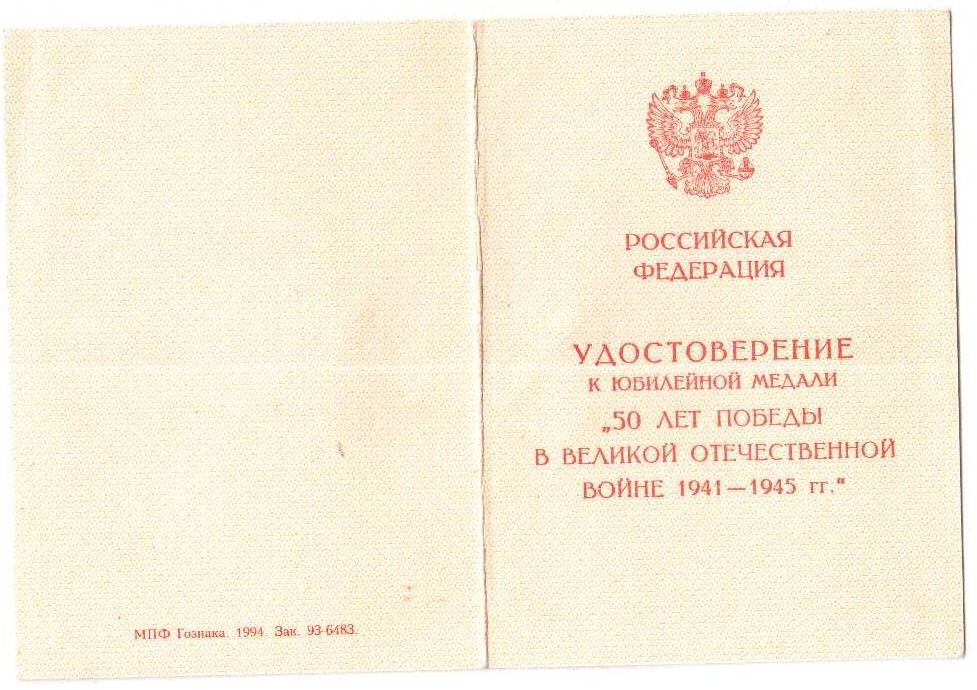 МПФ Гознака. 1994. Зак. 93-6483.
РОССИЙСКАЯ
ФЕДЕРАЦИЯ
УДОСТОВЕРЕНИЕ
К ЮБИЛЕЙНОЙ МЕДАЛИ
„50 ЛЕТ ПОБЕДЫ
В ВЕЛИКОЙ ОТЕЧЕСТВЕННОЙ
ВОЙНЕ 1941—1945 гг.“